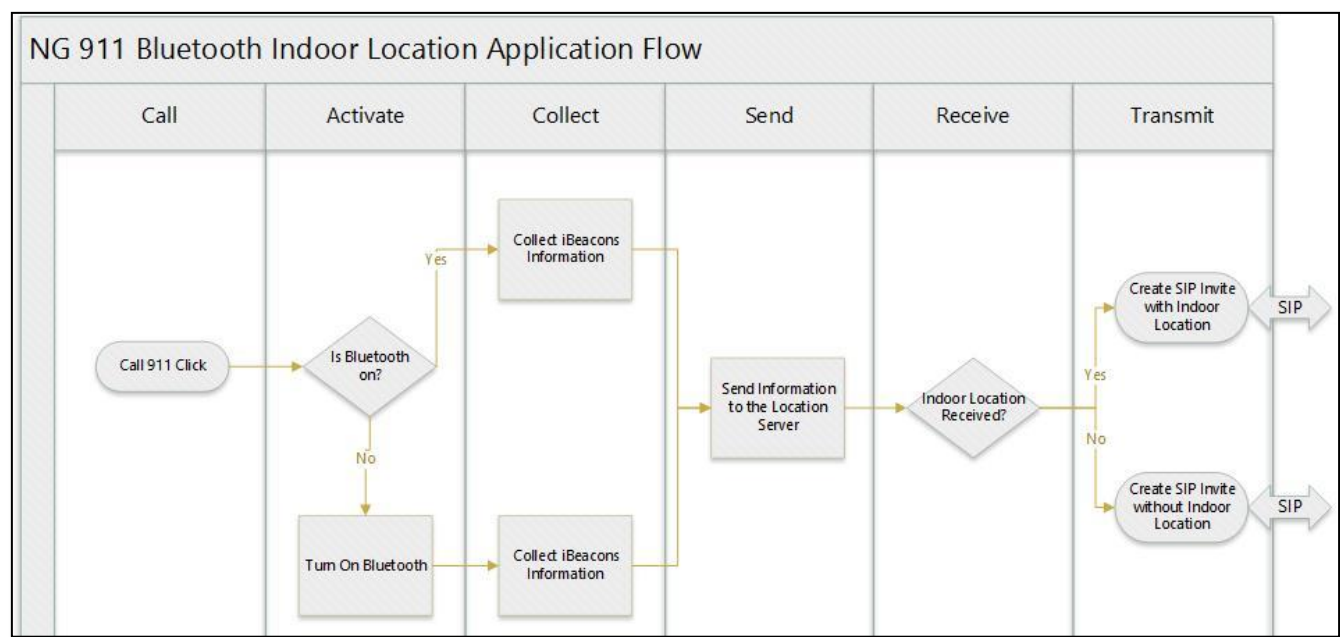 NG 911 Bluetooth Indoor Location Application Flow
Call
Activate
Collect
Send
Receive
Transmit
Call 911 Click
Is Bluetooth
on?
Yes
No
Turn On Bluetooth
Collect iBeacons
Information
Collect iBeacons
Information
Send Information
to the Location
Server
Indoor Location
Received?
Yes
No
Create SIP Invite
with Indoor
Location
SIP
Create SIP Invite
without Indoor
Location
SIP